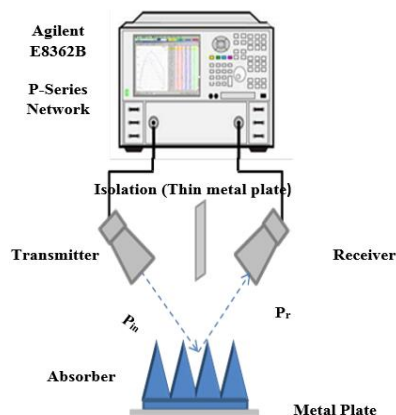 Agilent
E8362B
P-Series
Network
Isolation (Thin metal plate)
Transmitter
Receiver
Pin
Pr
Absorber
Metal Plate